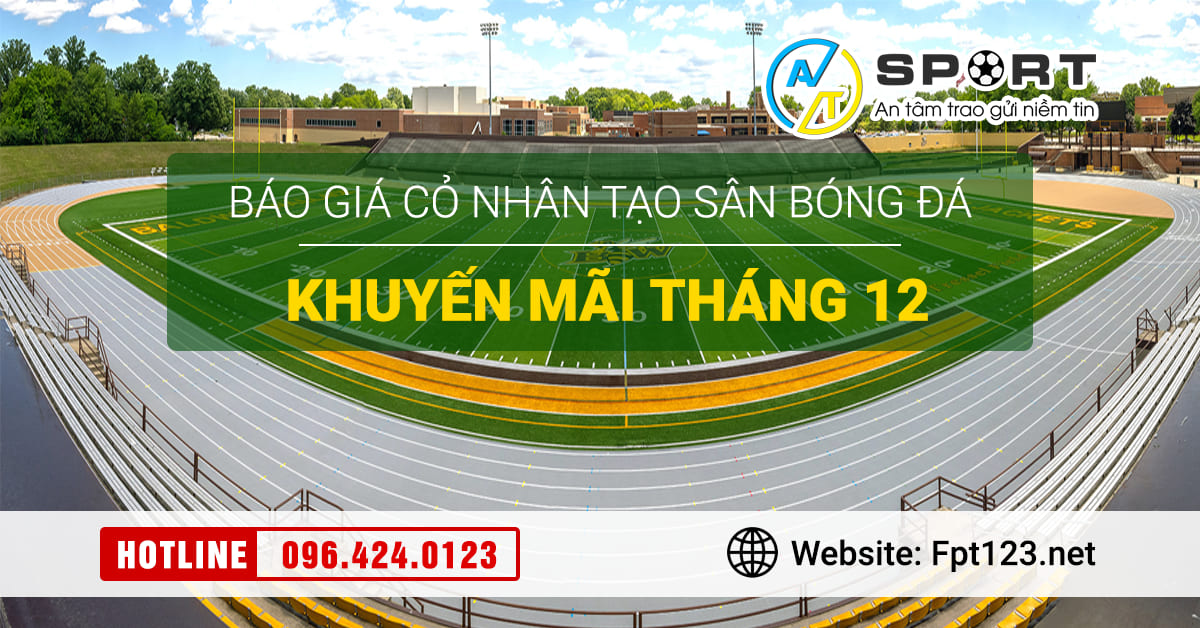 AVT SPORT
An tâm trao gửi niềm tin
BÁO GIÁ CỎ NHÂN TẠO SÂN BÓNG ĐÁ
KHUYẾN MÃI THÁNG 12
HOTLINE 096.424.0123
Website: Fpt123.net